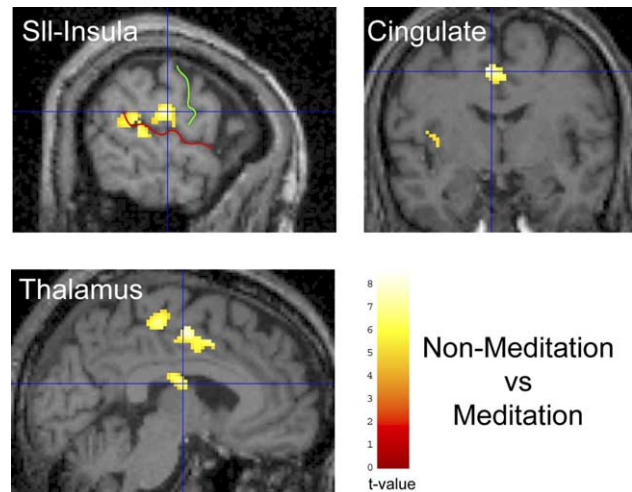 SII-Insula
Cingulate
Thalamus
8
7
6
5
4
3
2
1
0
t-value
Non-Meditation
vs
Meditation